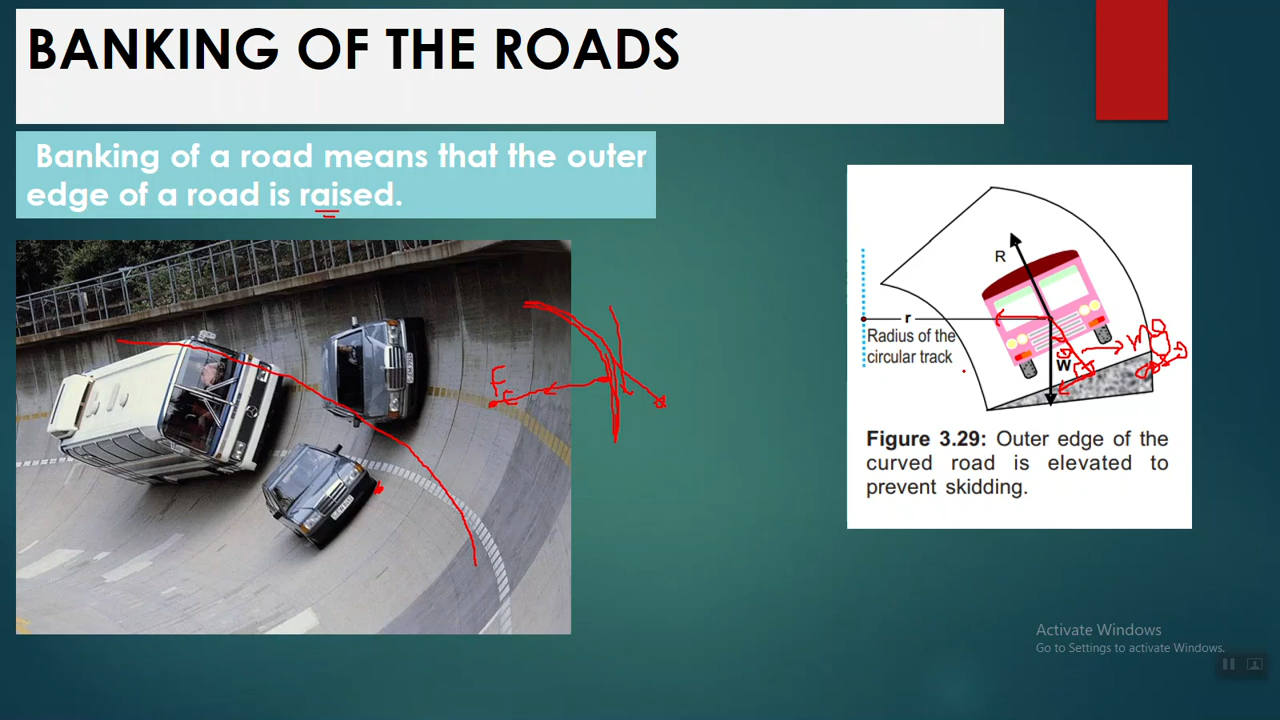 BANKING OF THE ROADS
Banking of a road means that the outer
edge of a road is raised.
Fc
R
r
Radius of the
circular track
W
Figure 3.29: Outer edge of the
curved road is elevated to
prevent skidding.
Activate Windows
Go to Settings to activate Windows.